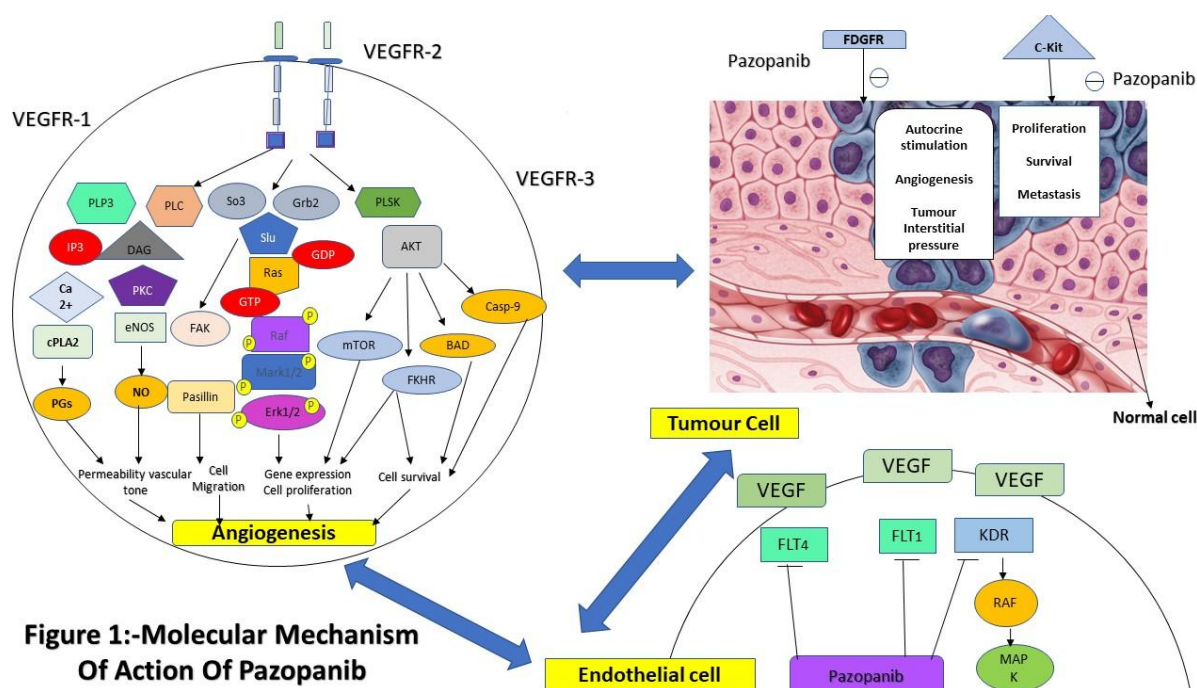 VEGFR-2
VEGFR-1
VEGFR-3
PLP3
PLC
So3
Grb2
PLSK
IP3
DAG
Slu
GDP
AKT
Ras
Ca
2+
PKC
GTP
Casp-9
eNOS
FAK
Raf
P
P
cPLA2
mTOR
BAD
Mark1/2
P
P
FKHR
PGs
NO
Pasillin
Erk1/2
P
P
Permeability vascular
tone
Cell
Migration
Gene expression
Cell proliferation
Cell survival
Angiogenesis
Figure 1:-Molecular Mechanism
Of Action Of Pazopanib
FDGFR
C-Kit
Pazopanib
Pazopanib
Autocrine
stimulation
Angiogenesis
Tumour
Interstitial
pressure
Proliferation
Survival
Metastasis
Normal cell
Tumour Cell
VEGF
VEGF
VEGF
FLT4
FLT1
KDR
RAF
MAP
K
Pazopanib
Endothelial cell